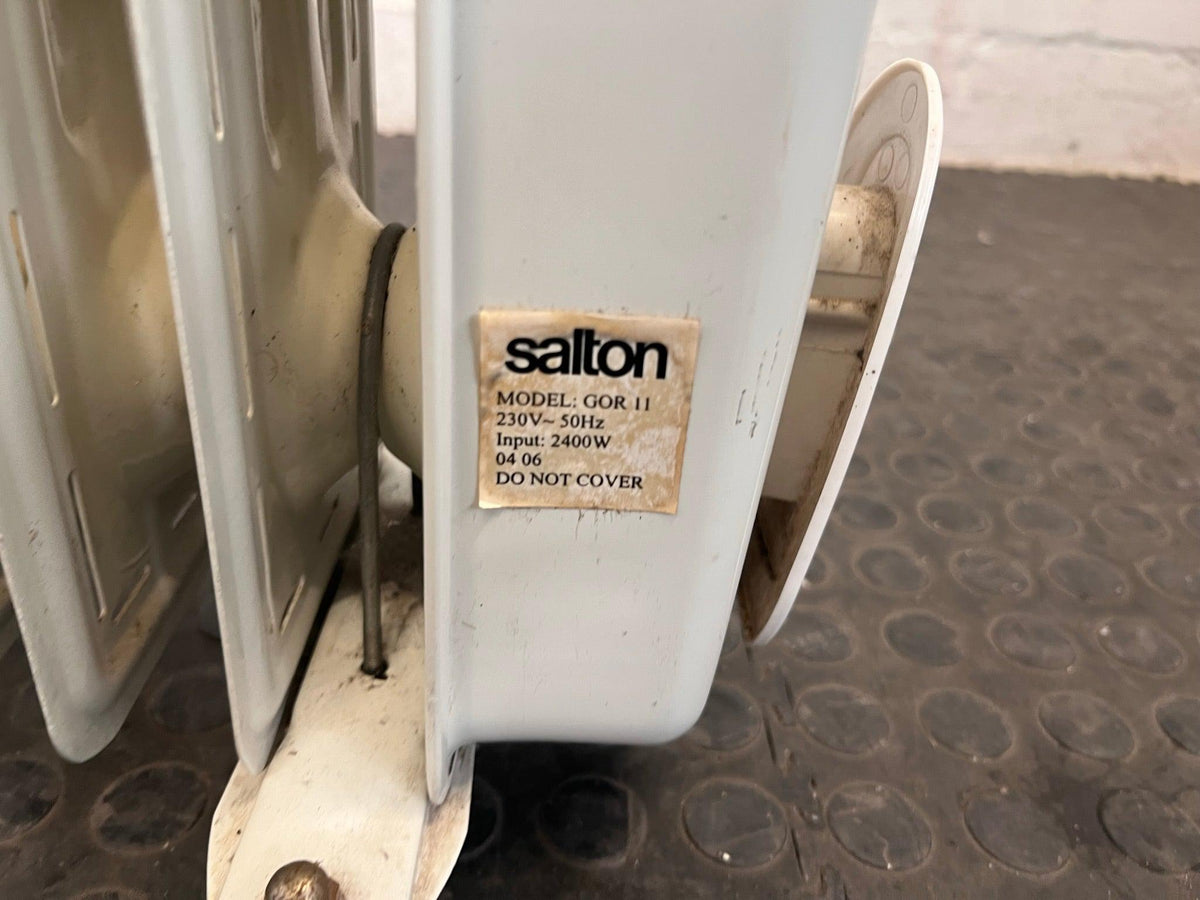 salton
MODEL: GOR 11
230V~ 50Hz
Input: 2400W
04 06
DO NOT COVER